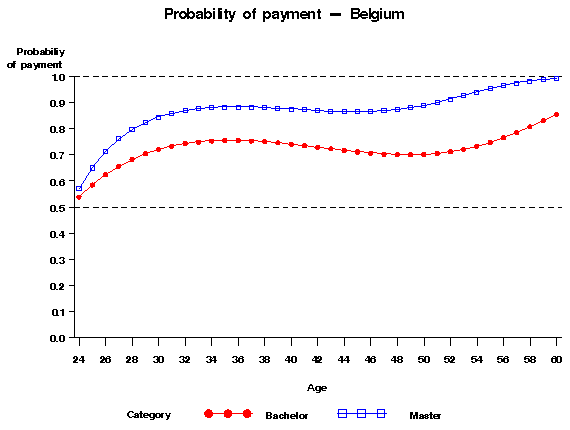 Probability of payment – Belgium
Probabiliy
of payment
1.0
0.9
0.8
0.7
0.6
0.5
0.4
0.3
0.2
0.1
0.0
24 26 28 30 32 34 36 38 40 42 44 46 48 50 52 54 56 58 60
Age
Category Bachelor Master